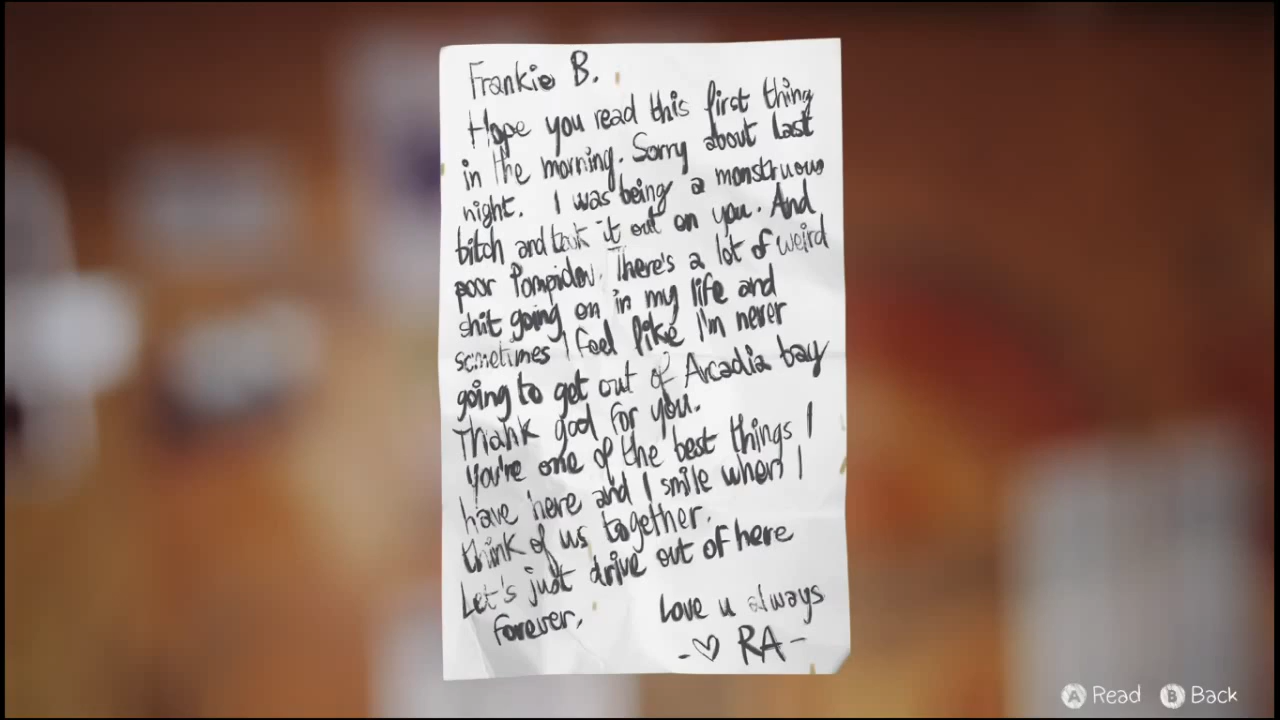 Frankie B.
Hope you read this first thing
in the morning. Sorry about last
night. I was being a monstruous
bitch and took it out on you. And
poor Pompidou. There's a lot of weird
shit going on in my life and
sometimes I feel like I'm never
going to get out of Arcadia bay
Thank god for you.
You're one of the best things I
have here and I smile when I
think of us together.
Let's just drive out of here
forever.
Love u always
-♡ RA-
A Read B Back